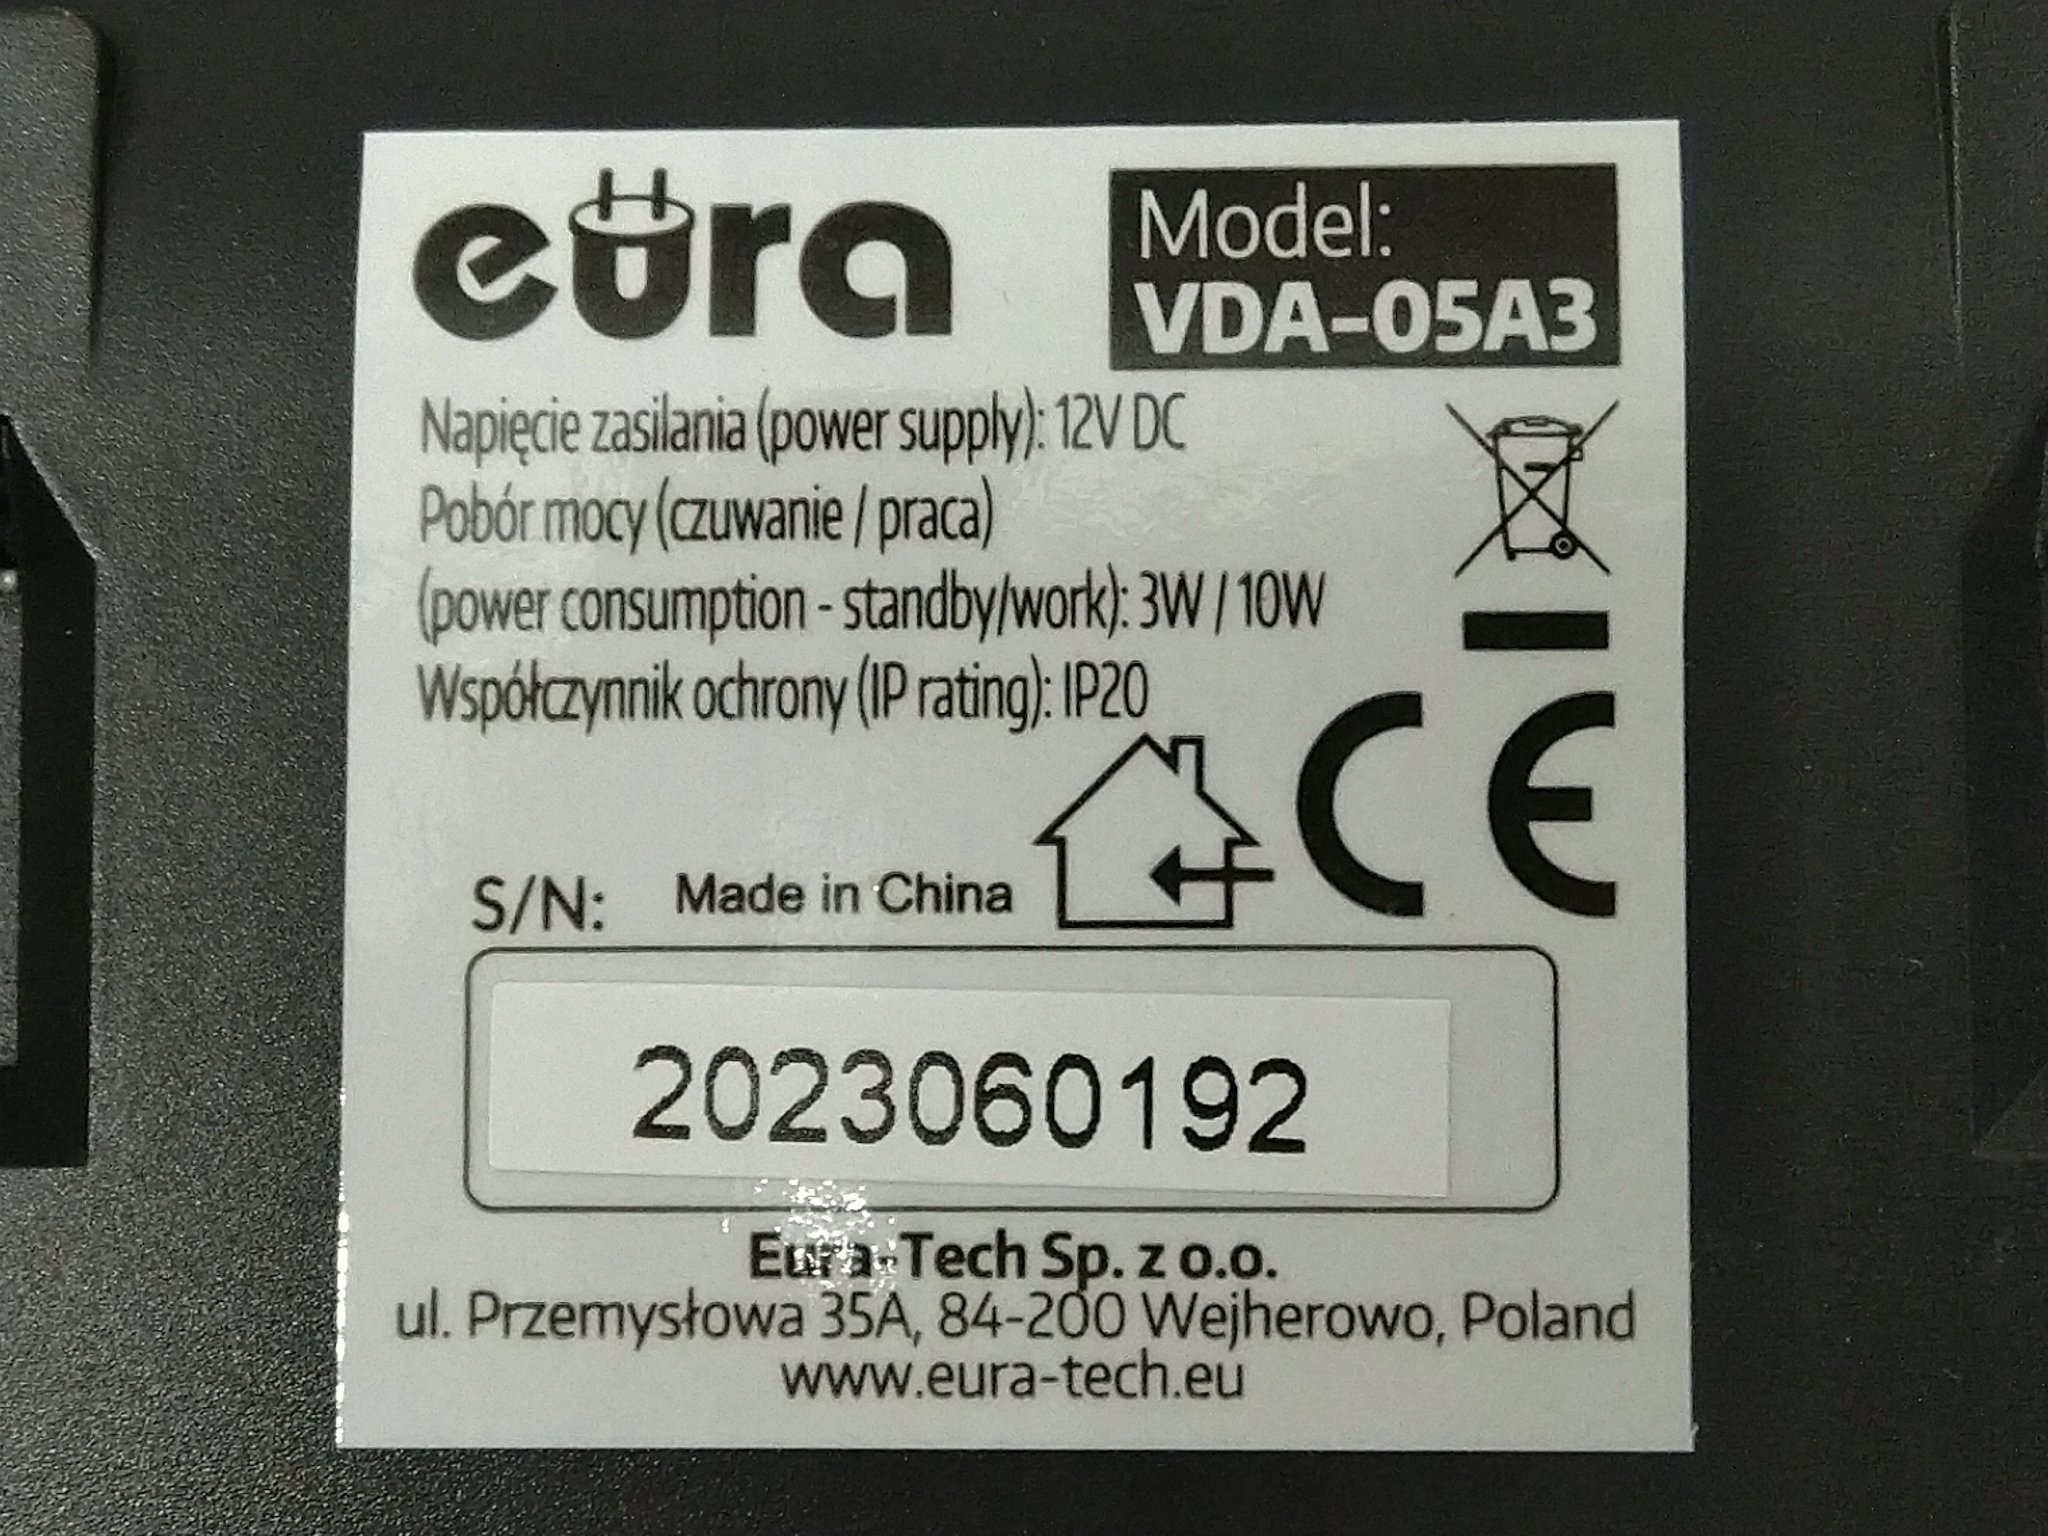 eura
Model:
VDA-05A3
Napięcie zasilania (power supply): 12V DC
Pobór mocy (czuwanie / praca)
(power consumption - standby/work): 3W / 10W
Współczynnik ochrony (IP rating): IP20
CE
S/N: Made in China
2023060192
Eura-Tech Sp. z o.o.
ul. Przemysłowa 35A, 84-200 Wejherowo, Poland
www.eura-tech.eu